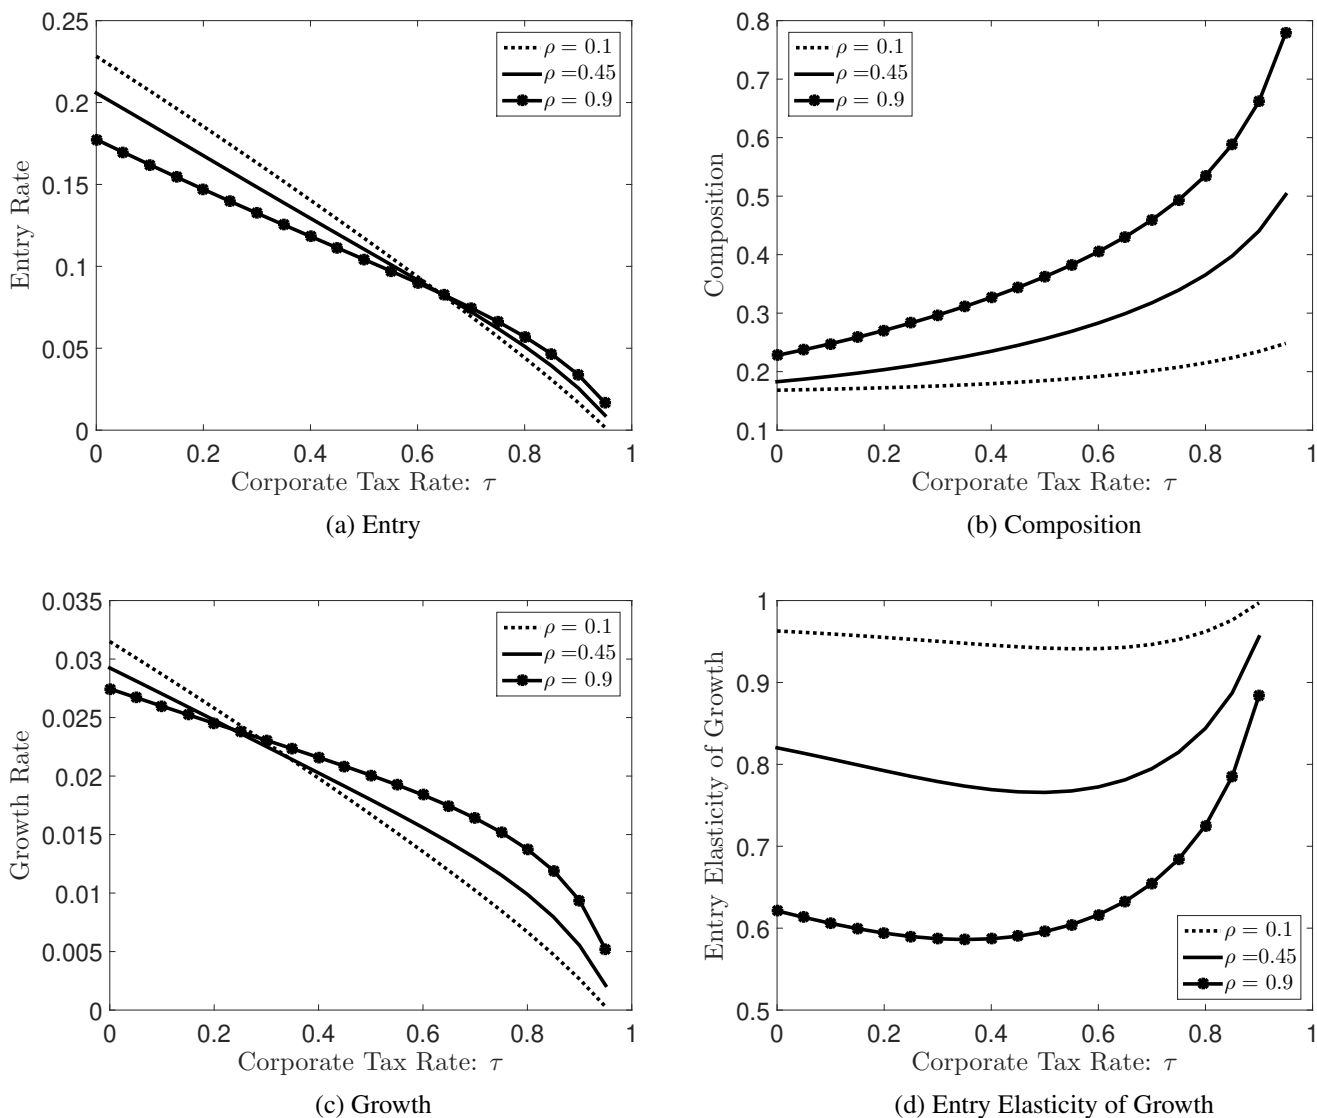 0.25
0.2
0.15
0.1
0.05
0
Entry Rate
ρ = 0.1
ρ =0.45
ρ = 0.9
0 0.2 0.4 0.6 0.8 1
Corporate Tax Rate: τ
(a) Entry
0.8
0.7
0.6
0.5
0.4
0.3
0.2
0.1
Composition
ρ = 0.1
ρ =0.45
ρ = 0.9
0 0.2 0.4 0.6 0.8 1
Corporate Tax Rate: τ
(b) Composition
0.035
0.03
0.025
0.02
0.015
0.01
0.005
0
Growth Rate
ρ = 0.1
ρ =0.45
ρ = 0.9
0 0.2 0.4 0.6 0.8 1
Corporate Tax Rate: τ
(c) Growth
1
0.9
0.8
0.7
0.6
0.5
Entry Elasticity of Growth
ρ = 0.1
ρ =0.45
ρ = 0.9
0 0.2 0.4 0.6 0.8 1
Corporate Tax Rate: τ
(d) Entry Elasticity of Growth